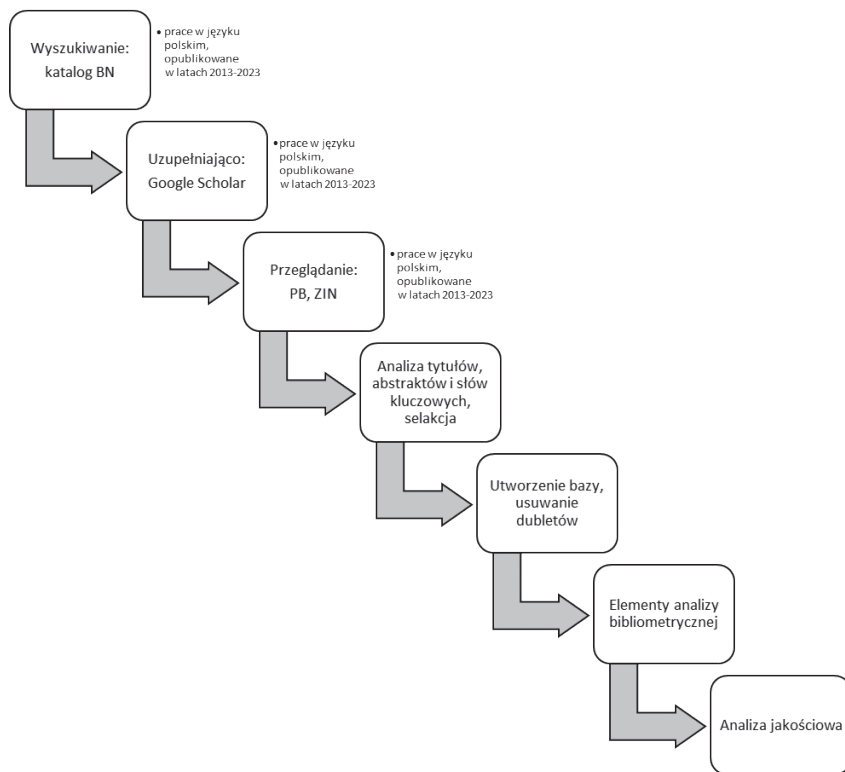 Wyszukiwanie:
katalog BN
• prace w języku
polskim,
opublikowane
w latach 2013-2023
Uzupełniająco:
Google Scholar
• prace w języku
polskim,
opublikowane
w latach 2013-2023
Przeglądanie:
PB, ZIN
• prace w języku
polskim,
opublikowane
w latach 2013-2023
Analiza tytułów,
abstraktów i słów
kluczowych,
selakcja
Utworzenie bazy,
usuwanie
dubletów
Elementy analizy
bibliometrycznej
Analiza jakościowa